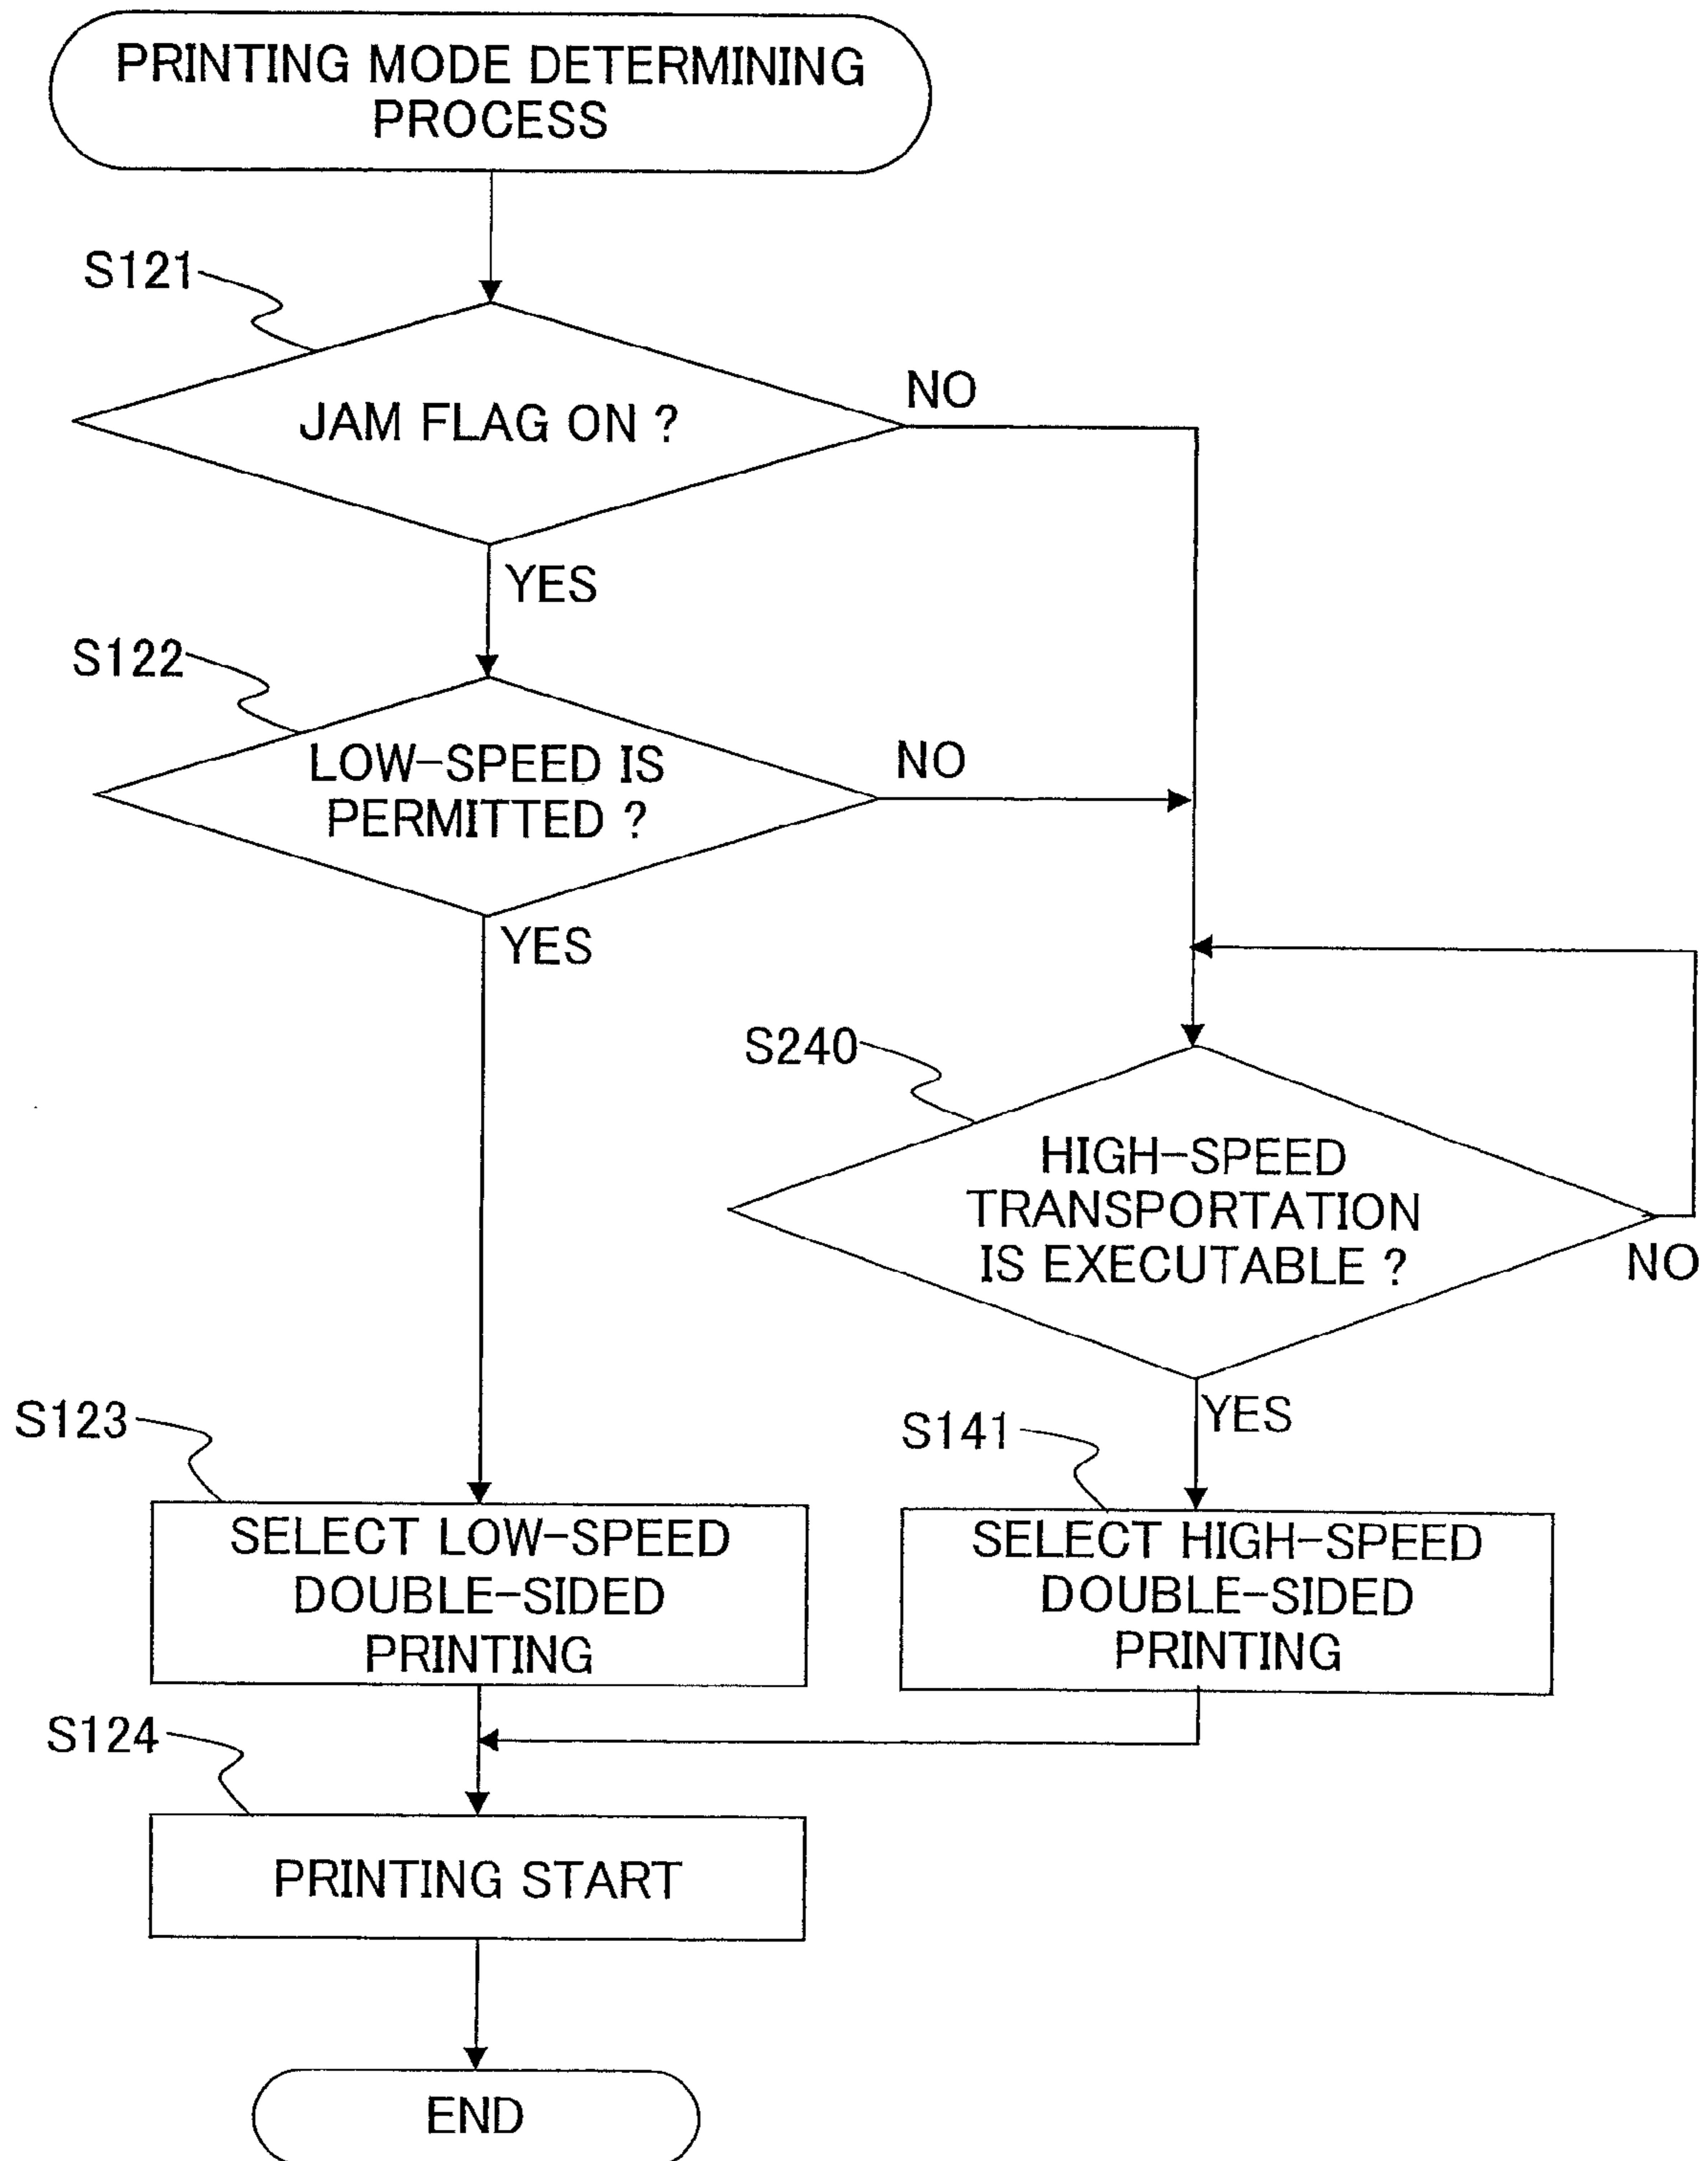 PRINTING MODE DETERMINING
PROCESS
S121
JAM FLAG ON ?
NO
YES
S122
LOW-SPEED IS
PERMITTED ?
NO
YES
S240
HIGH-SPEED
TRANSPORTATION
IS EXECUTABLE ?
NO
YES
S123
SELECT LOW-SPEED
DOUBLE-SIDED
PRINTING
S141
SELECT HIGH-SPEED
DOUBLE-SIDED
PRINTING
S124
PRINTING START
END